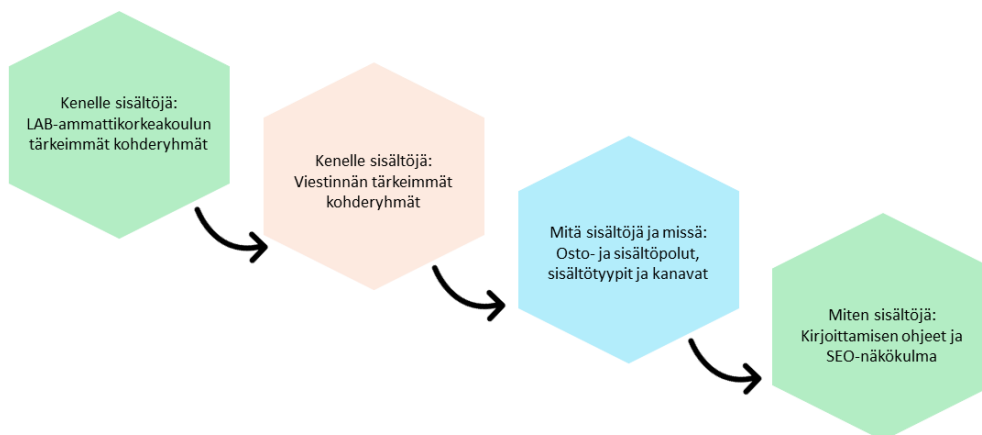 Kenelle sisältöjä:
LAB-ammattikorkeakoulun
tärkeimmät kohderyhmät
Kenelle sisältöjä:
Viestinnän tärkeimmät
kohderyhmät
Mitä sisältöjä ja missä:
Osto- ja sisältöpolut,
sisältötyypit ja kanavat
Miten sisältöjä:
Kirjoittamisen ohjeet ja
SEO-näkökulma